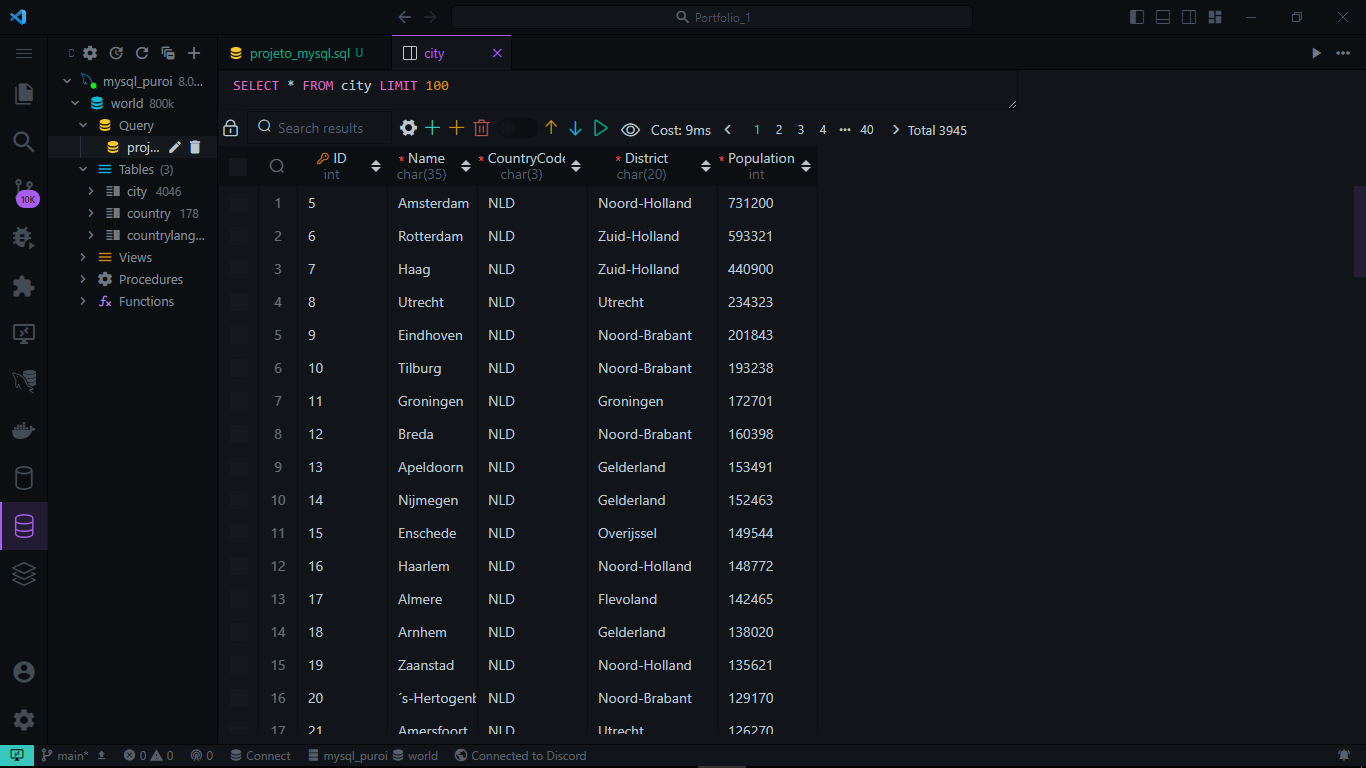 Portfolio_1
mysql_puroi 8.0...
world 800k
Query
proj...
Tables (3)
city 4046
country 178
countrylang...
Views
Procedures
Functions
10K
projeto_mysql.sql U
city
SELECT * FROM city LIMIT 100
Search results
Cost: 9ms
1 2 3 4 ••• 40
Total 3945
ID * Name * CountryCode * District * Population
int char(35) char(3) char(20) int
1 5 Amsterdam NLD Noord-Holland 731200
2 6 Rotterdam NLD Zuid-Holland 593321
3 7 Haag NLD Zuid-Holland 440900
4 8 Utrecht NLD Utrecht 234323
5 9 Eindhoven NLD Noord-Brabant 201843
6 10 Tilburg NLD Noord-Brabant 193238
7 11 Groningen NLD Groningen 172701
8 12 Breda NLD Noord-Brabant 160398
9 13 Apeldoorn NLD Gelderland 153491
10 14 Nijmegen NLD Gelderland 152463
11 15 Enschede NLD Overijssel 149544
12 16 Haarlem NLD Noord-Holland 148772
13 17 Almere NLD Flevoland 142465
14 18 Arnhem NLD Gelderland 138020
15 19 Zaanstad NLD Noord-Holland 135621
16 20 ´s-Hertogenb NLD Noord-Brabant 129170
17 21 Amersfoort NLD Utrecht 126270
main* 0 0 0 Connect mysql_puroi world Connected to Discord